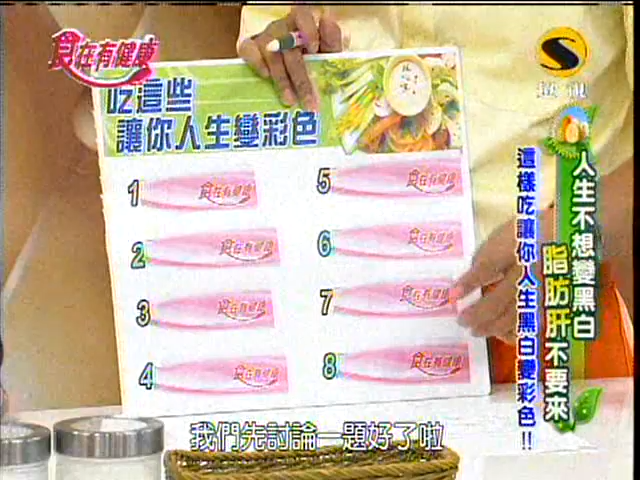 食在有健康
吃這些
讓你人生變彩色
1 食在有健康
2 食在有健康
3 食在有健康
4 食在有健康
5 食在有健康
6 食在有健康
7 食在有健康
8 食在有健康
人生不想變黑白
脂肪肝不要來
這樣吃讓你人生黑白變彩色!!
我們先討論一題好了啦